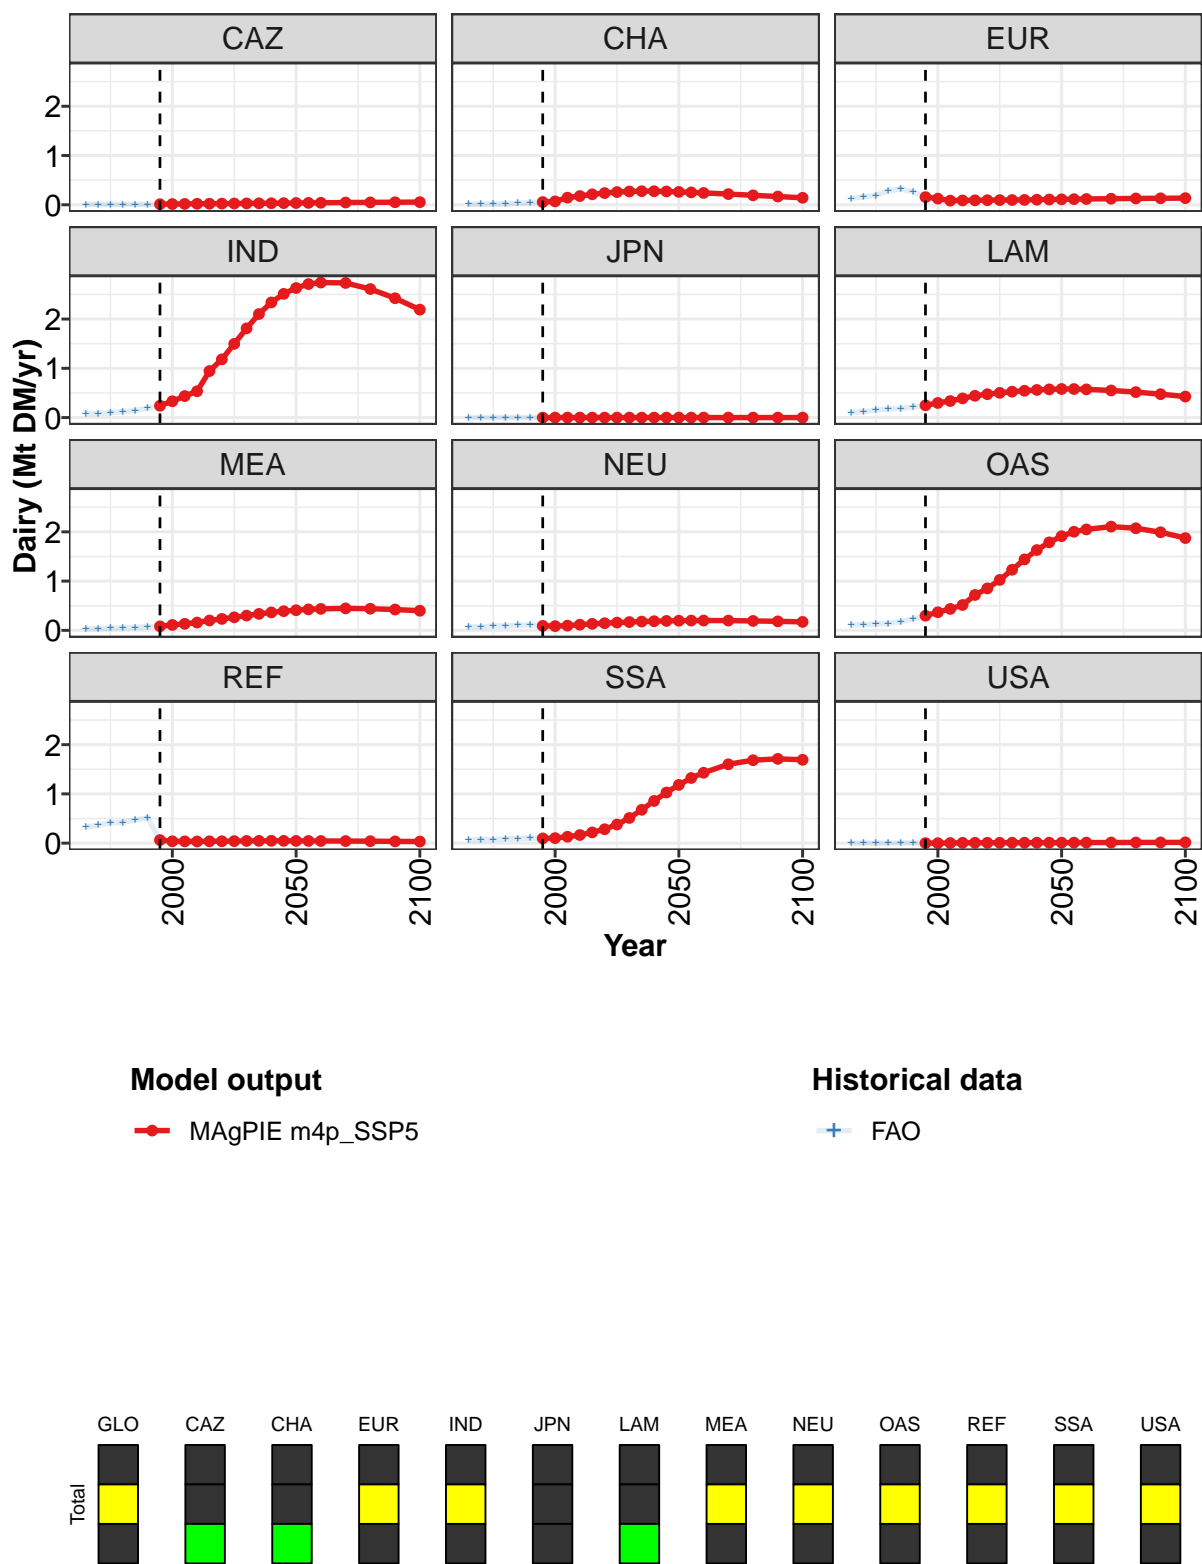 CAZ CHA EUR
2
1
0
IND JPN LAM
2
1
0
MEA NEU OAS
2
1
0
REF SSA USA
2
1
0
Dairy (Mt DM/yr)
2000 2050 2100 2000 2050 2100 2000 2050 2100
Year
Model output Historical data
MAgPIE m4p_SSP5 FAO
GLO CAZ CHA EUR IND JPN LAM MEA NEU OAS REF SSA USA
Total